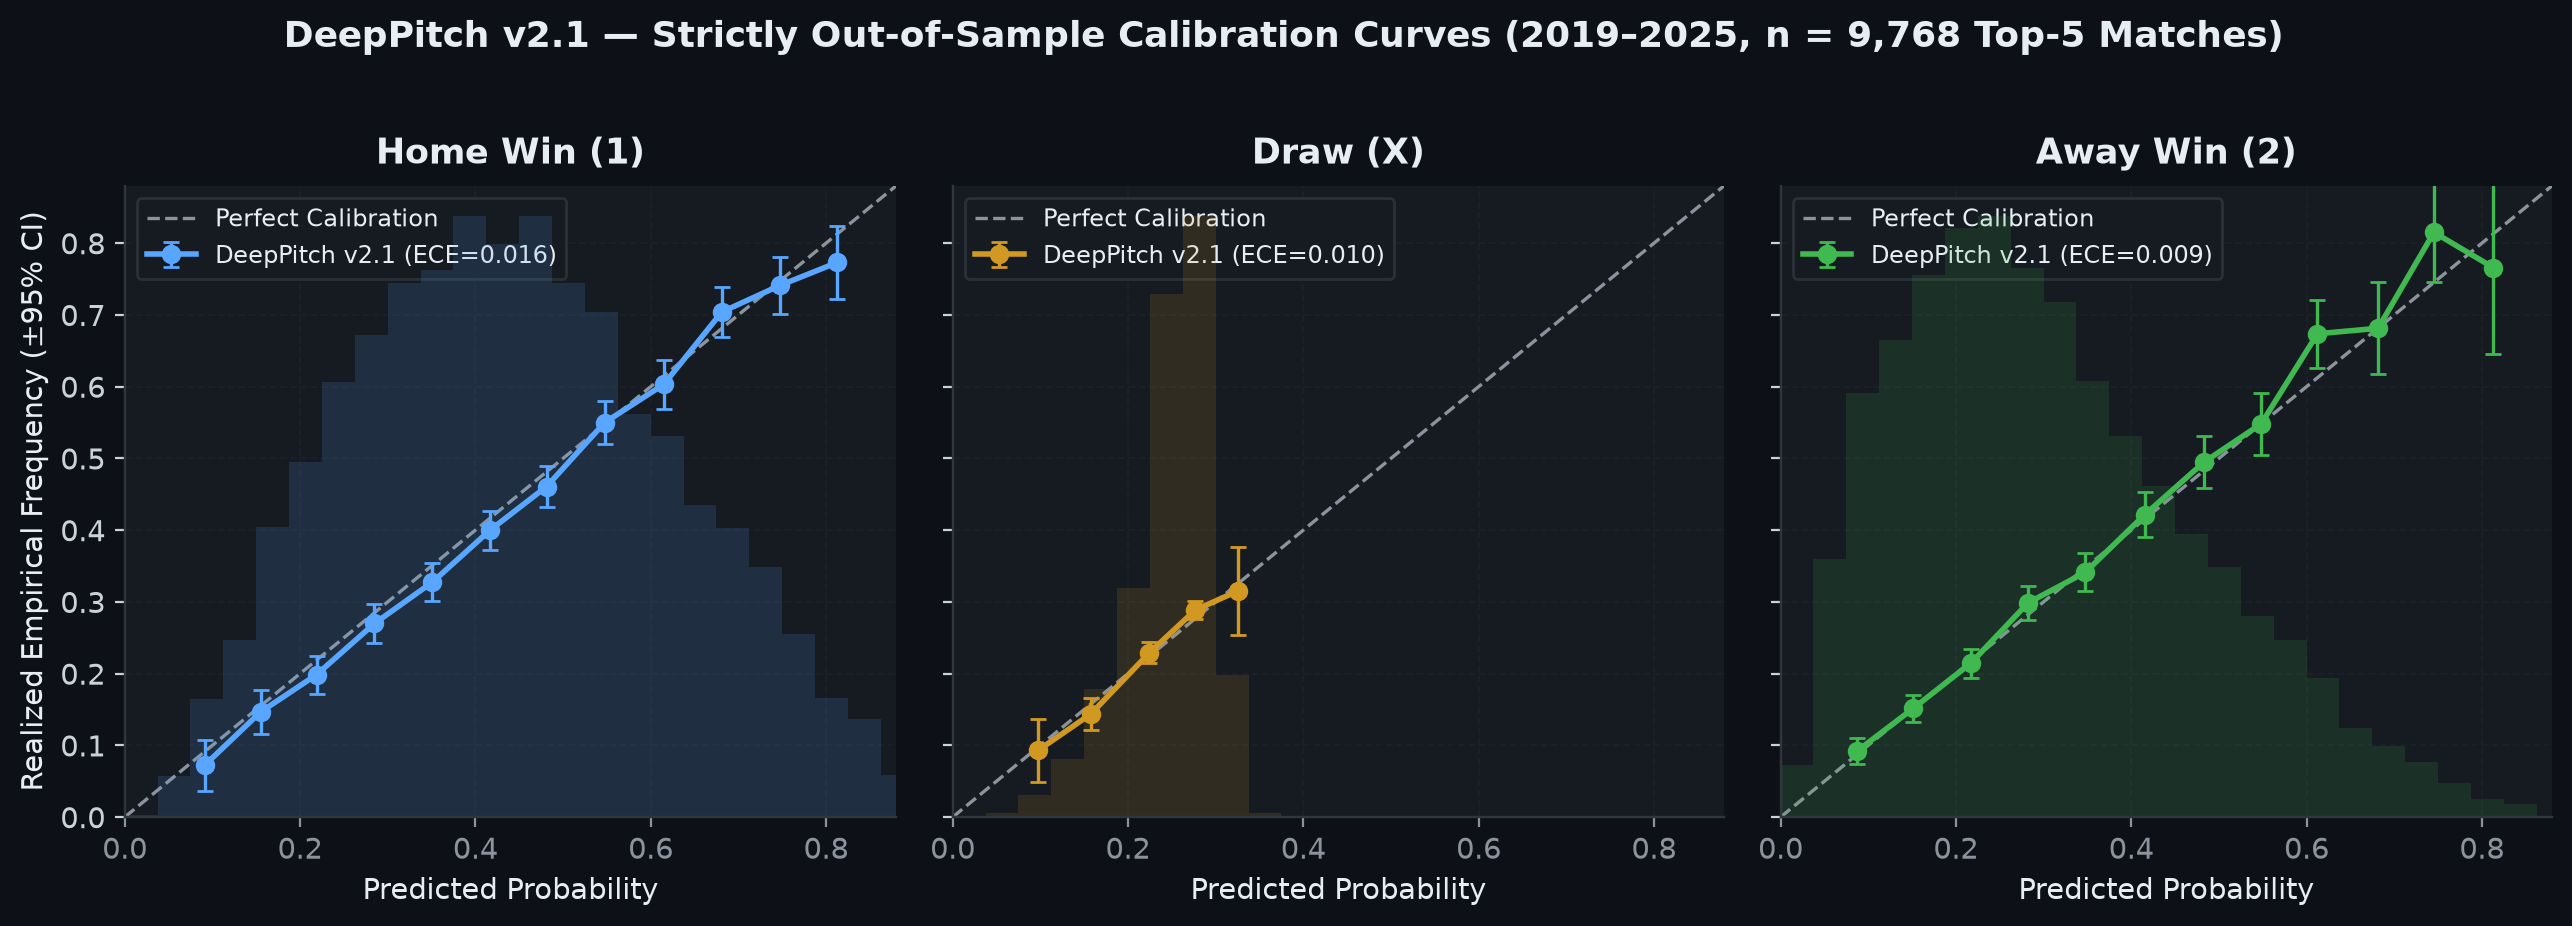 DeepPitch v2.1 — Strictly Out-of-Sample Calibration Curves (2019–2025, n = 9,768 Top-5 Matches)
Home Win (1)
Realized Empirical Frequency (±95% CI)
Perfect Calibration
DeepPitch v2.1 (ECE=0.016)
0.8
0.7
0.6
0.5
0.4
0.3
0.2
0.1
0.0
0.0 0.2 0.4 0.6 0.8
Predicted Probability
Draw (X)
Perfect Calibration
DeepPitch v2.1 (ECE=0.010)
0.0 0.2 0.4 0.6 0.8
Predicted Probability
Away Win (2)
Perfect Calibration
DeepPitch v2.1 (ECE=0.009)
0.0 0.2 0.4 0.6 0.8
Predicted Probability